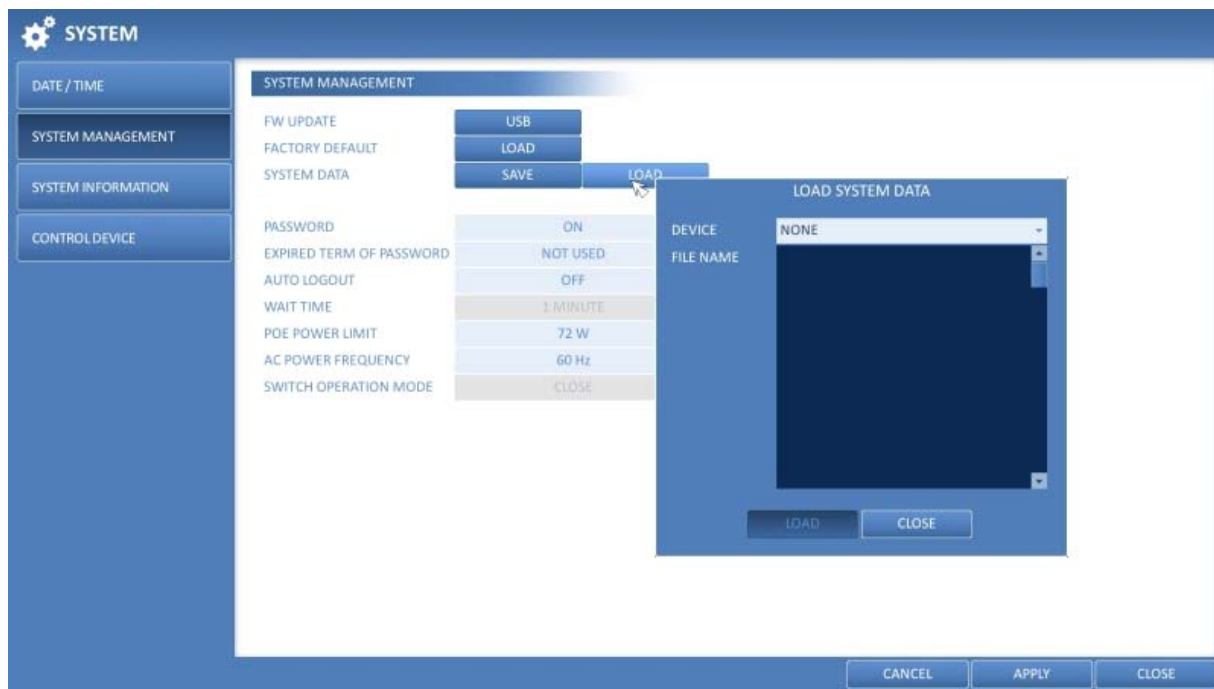 SYSTEM
DATE / TIME
SYSTEM MANAGEMENT
SYSTEM INFORMATION
CONTROL DEVICE
SYSTEM MANAGEMENT
FW UPDATE USB
FACTORY DEFAULT LOAD
SYSTEM DATA SAVE LOAD
PASSWORD ON
EXPIRED TERM OF PASSWORD NOT USED
AUTO LOGOUT OFF
WAIT TIME 1 MINUTE
POE POWER LIMIT 72 W
AC POWER FREQUENCY 60 Hz
SWITCH OPERATION MODE CLOSE
LOAD SYSTEM DATA
DEVICE NONE
FILE NAME
LOAD CLOSE
CANCEL APPLY CLOSE